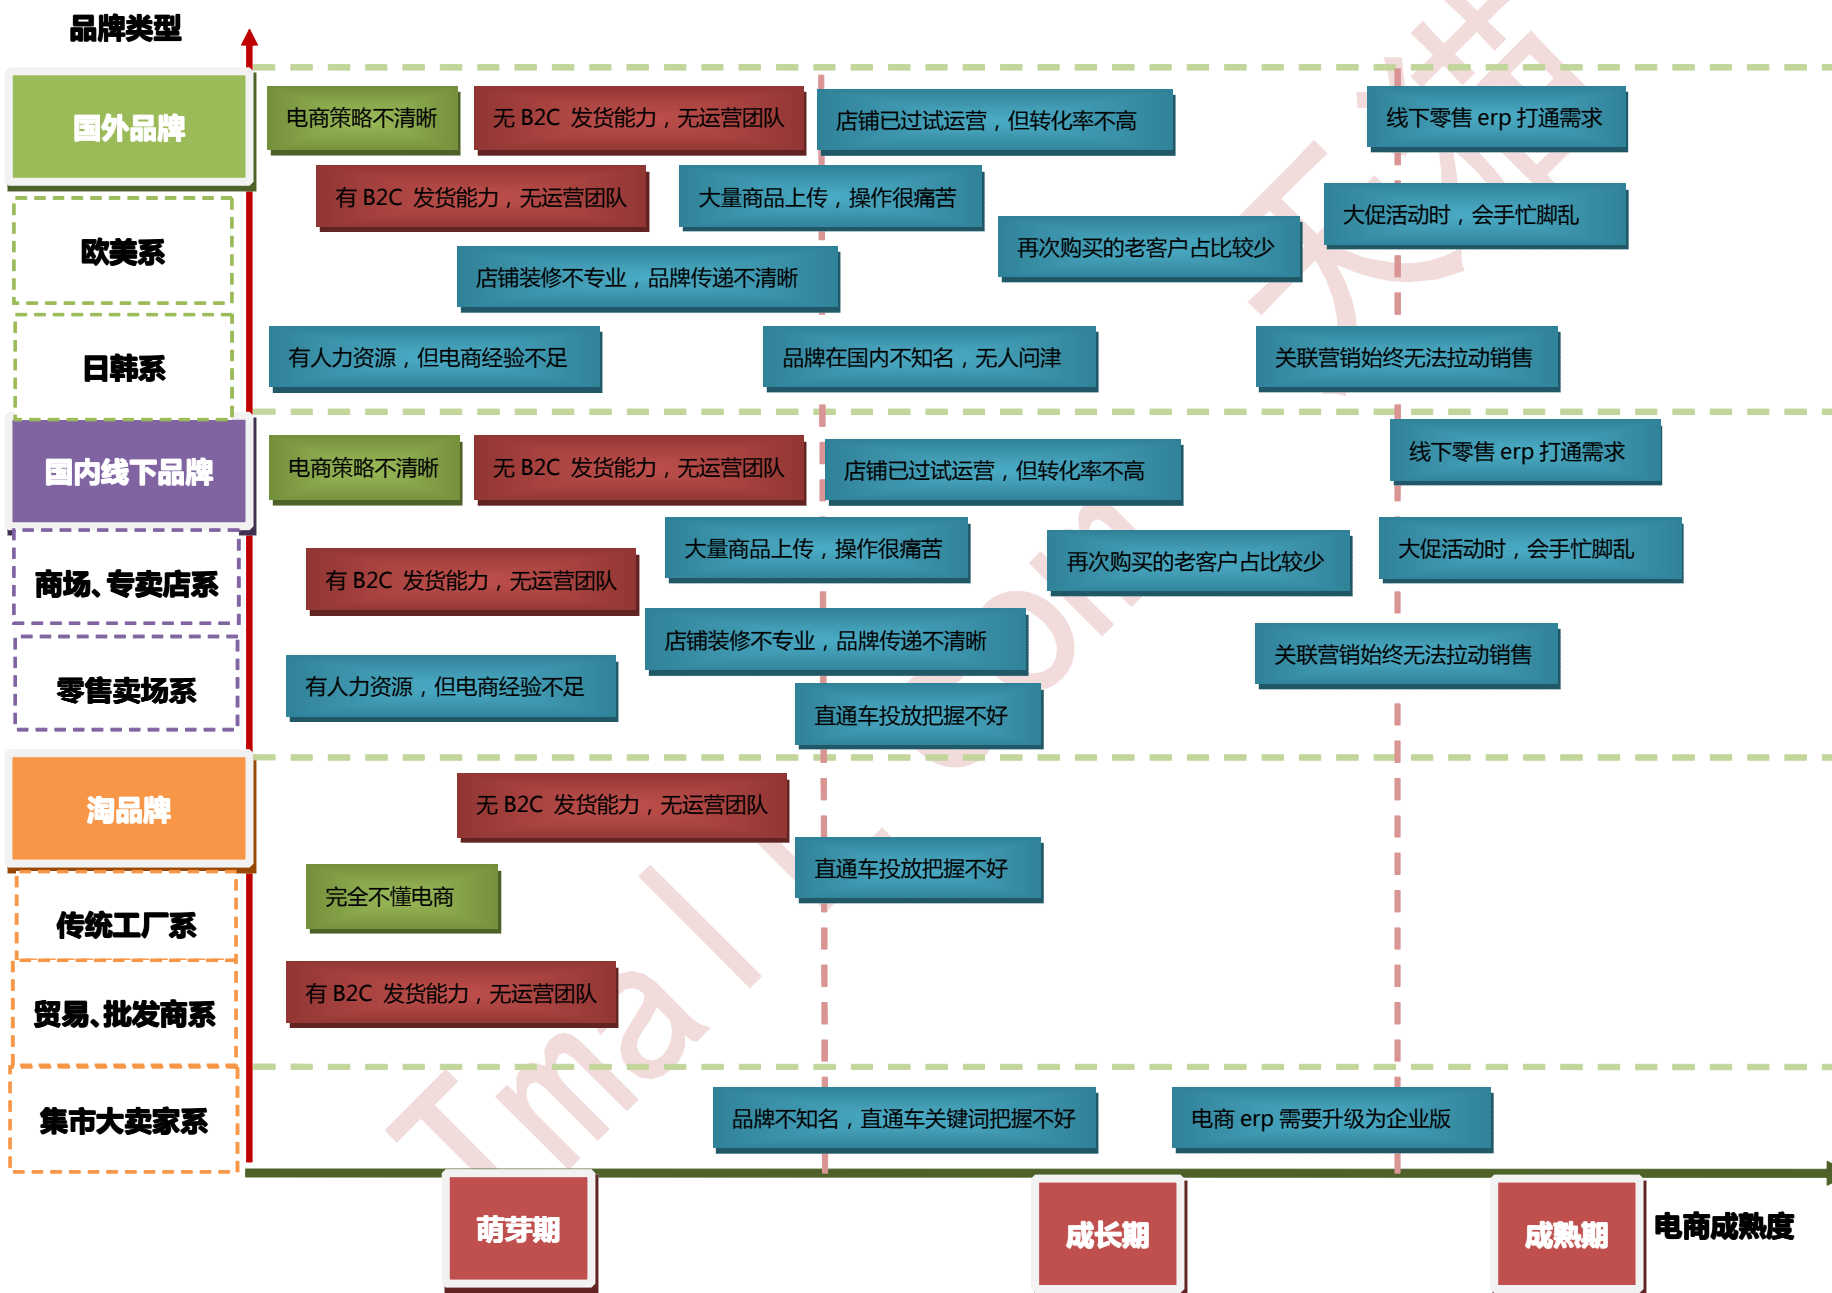 品牌类型
国外品牌
电商策略不清晰
无 B2C 发货能力，无运营团队
店铺已过试运营，但转化率不高
线下零售 erp 打通需求
有 B2C 发货能力，无运营团队
大量商品上传，操作很痛苦
大促活动时，会手忙脚乱
欧美系
再次购买的老客户占比较少
店铺装修不专业，品牌传递不清晰
日韩系
有人力资源，但电商经验不足
品牌在国内不知名，无人问津
关联营销始终无法拉动销售
国内线下品牌
电商策略不清晰
无 B2C 发货能力，无运营团队
店铺已过试运营，但转化率不高
线下零售 erp 打通需求
大量商品上传，操作很痛苦
再次购买的老客户占比较少
大促活动时，会手忙脚乱
商场、专卖店系
有 B2C 发货能力，无运营团队
店铺装修不专业，品牌传递不清晰
关联营销始终无法拉动销售
零售卖场系
有人力资源，但电商经验不足
直通车投放把握不好
淘品牌
无 B2C 发货能力，无运营团队
直通车投放把握不好
完全不懂电商
传统工厂系
有 B2C 发货能力，无运营团队
贸易、批发商系
集市大卖家系
品牌不知名，直通车关键词把握不好
电商 erp 需要升级为企业版
萌芽期
成长期
成熟期
电商成熟度
Tmall.com 天猫